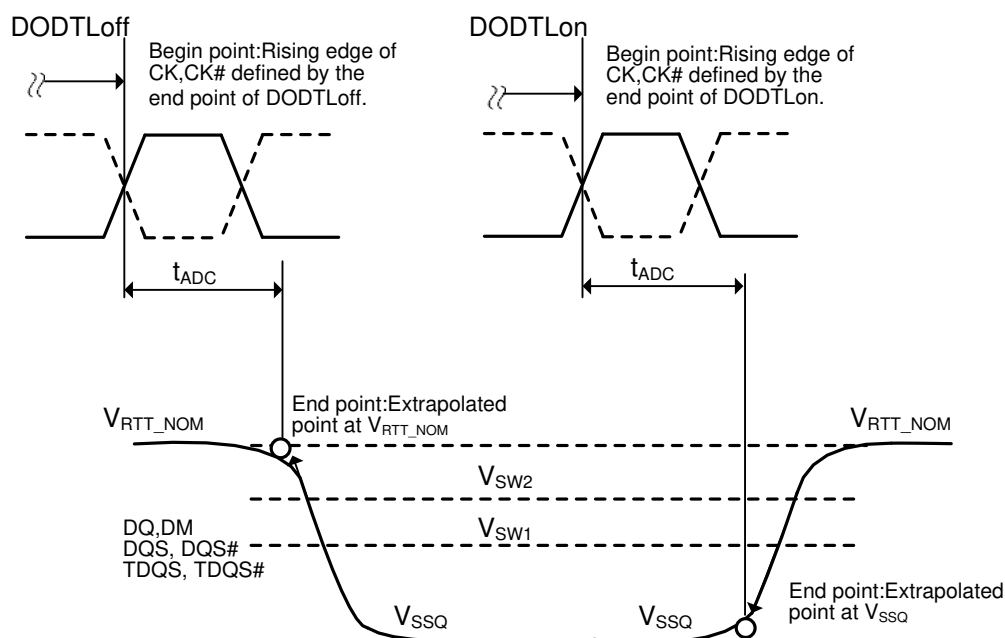 DODTLoff
Begin point:Rising edge of
CK,CK# defined by the
end point of DODTLoff.
DODTLon
Begin point:Rising edge of
CK,CK# defined by the
end point of DODTLon.
tADC
tADC
VRTT_NOM
End point:Extrapolated
point at VRTT_NOM
VRTT_NOM
VSW2
VSW1
DQ,DM
DQS, DQS#
TDQS, TDQS#
VSSQ
VSSQ
End point:Extrapolated
point at VSSQ